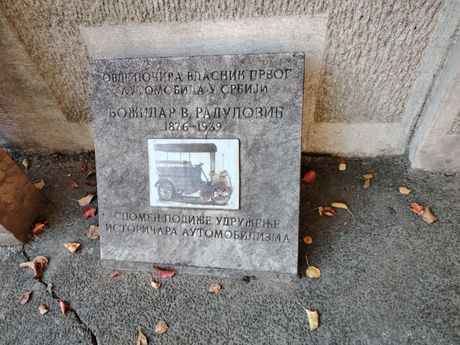 ОВДЕ ПОЧИВА ВЛАСНИК ПРВОГ
АУТОМОБИЛА У СРБИЈИ
БОЖИДАР В. РАДУЛОВИЋ
1876-1939
СПОМЕН ПОДИЖЕ УДРУЖЕЊЕ
ИСТОРИЧАРА АУТОМОБИЛИЗМА